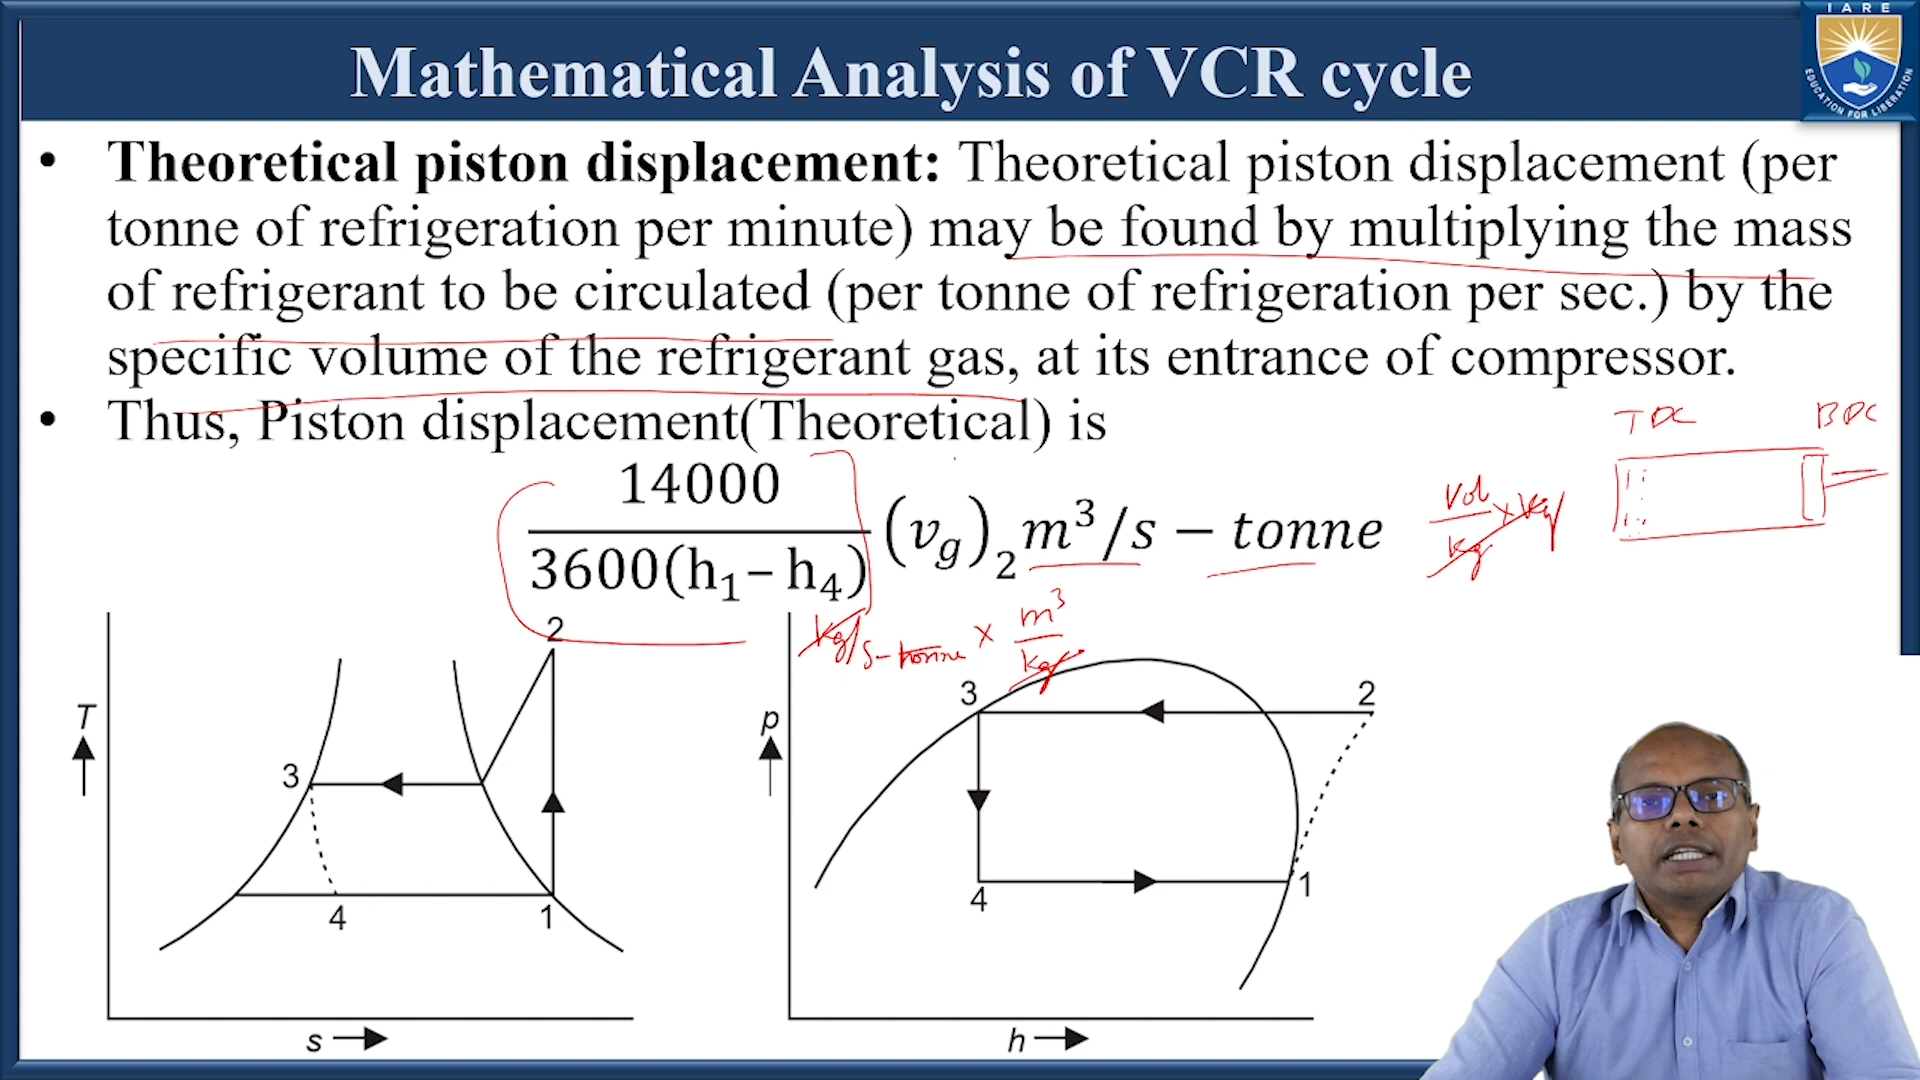 IARE
EDUCATION FOR LIBERATION
Mathematical Analysis of VCR cycle
• Theoretical piston displacement: Theoretical piston displacement (per
tonne of refrigeration per minute) may be found by multiplying the mass
of refrigerant to be circulated (per tonne of refrigeration per sec.) by the
specific volume of the refrigerant gas, at its entrance of compressor.
• Thus, Piston displacement(Theoretical) is
TDC BDC
14000
3600(h₁ – h₄) (v_g)₂ m³/s − tonne
Vol
kg × kg
kg/s-tonne × m³
kg
T
2
3
4
1
s
p
3
2
4
1
h